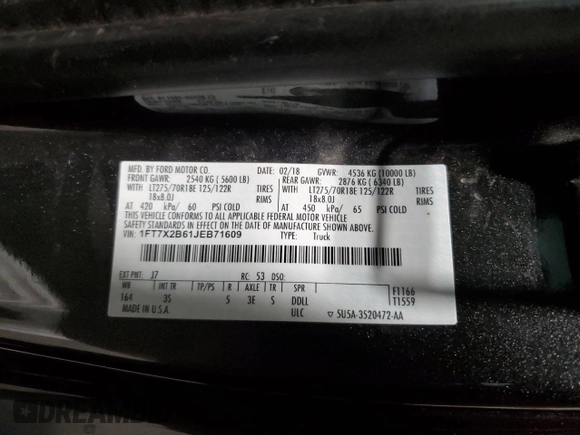 MFD. BY FORD MOTOR CO. 02/18 GVWR: 4536 KG (10000 LB)
FRONT GAWR: 2540 KG ( 5600 LB) REAR GAWR: 2876 KG ( 6340 LB)
WITH LT275/70R18E 125/122R TIRES WITH LT275/70R18E 125/122R TIRES
18x8.0J RIMS 18x8.0J RIMS
AT 420 kPa/ 60 PSI COLD AT 450 kPa/ 65 PSI COLD
THIS VEHICLE CONFORMS TO ALL APPLICABLE FEDERAL MOTOR VEHICLE
SAFETY STANDARDS IN EFFECT ON THE DATE OF MANUFACTURE SHOWN ABOVE.
VIN: 1FT7X2B61JEB71609 TYPE: Truck
EXT PNT: J7 RC: 53 DSO:
WB INT TR TP/PS R AXLE TR SPR F1166
164 3S 5 3E S DDLL T1559
MADE IN U.S.A. ULC ▽ 5U5A-3520472-AA